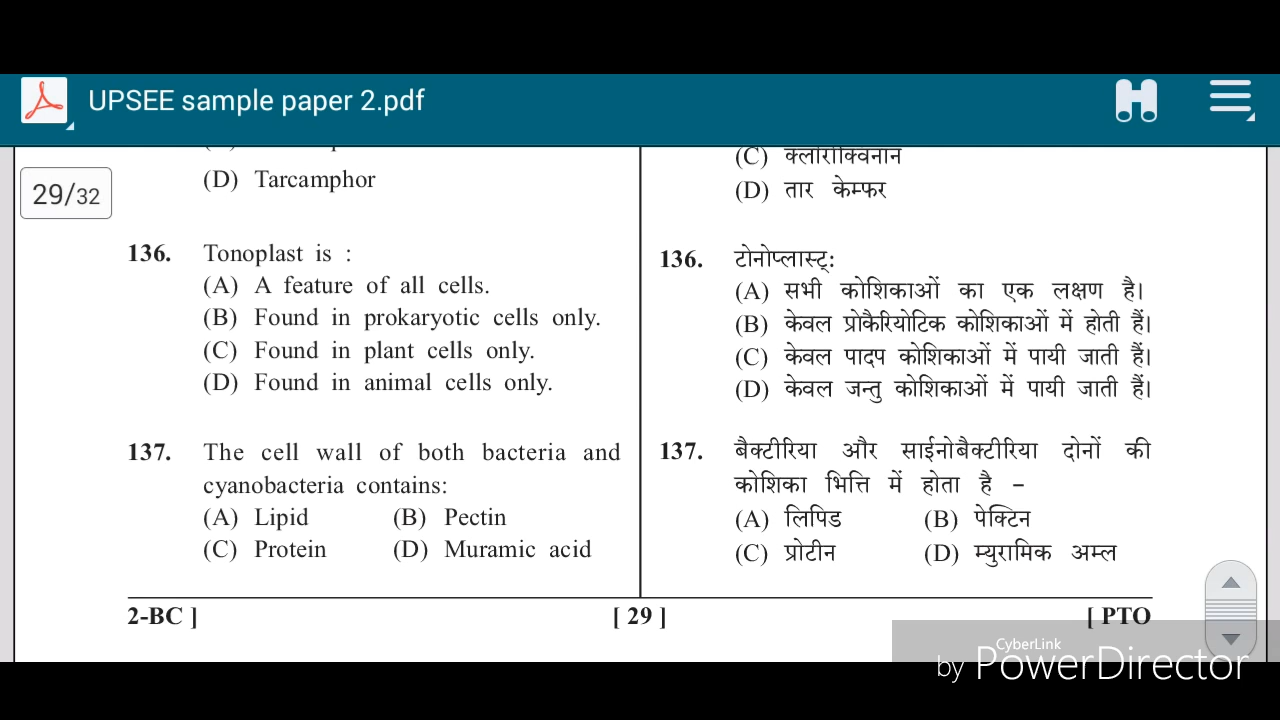 UPSEE sample paper 2.pdf
29/32
(D) Tarcamphor
136. Tonoplast is :
(A) A feature of all cells.
(B) Found in prokaryotic cells only.
(C) Found in plant cells only.
(D) Found in animal cells only.
137. The cell wall of both bacteria and
cyanobacteria contains:
(A) Lipid (B) Pectin
(C) Protein (D) Muramic acid
(C) क्लोरोक्विनोन
(D) तार केम्फर
136. टोनोप्लास्ट्:
(A) सभी कोशिकाओं का एक लक्षण है।
(B) केवल प्रोकैरियोटिक कोशिकाओं में होती हैं।
(C) केवल पादप कोशिकाओं में पायी जाती हैं।
(D) केवल जन्तु कोशिकाओं में पायी जाती हैं।
137. बैक्टीरिया और साईनोबैक्टीरिया दोनों की
कोशिका भित्ति में होता है –
(A) लिपिड (B) पेक्टिन
(C) प्रोटीन (D) म्युरामिक अम्ल
2-BC ] [ 29 ] [ PTO
CyberLink
by PowerDirector